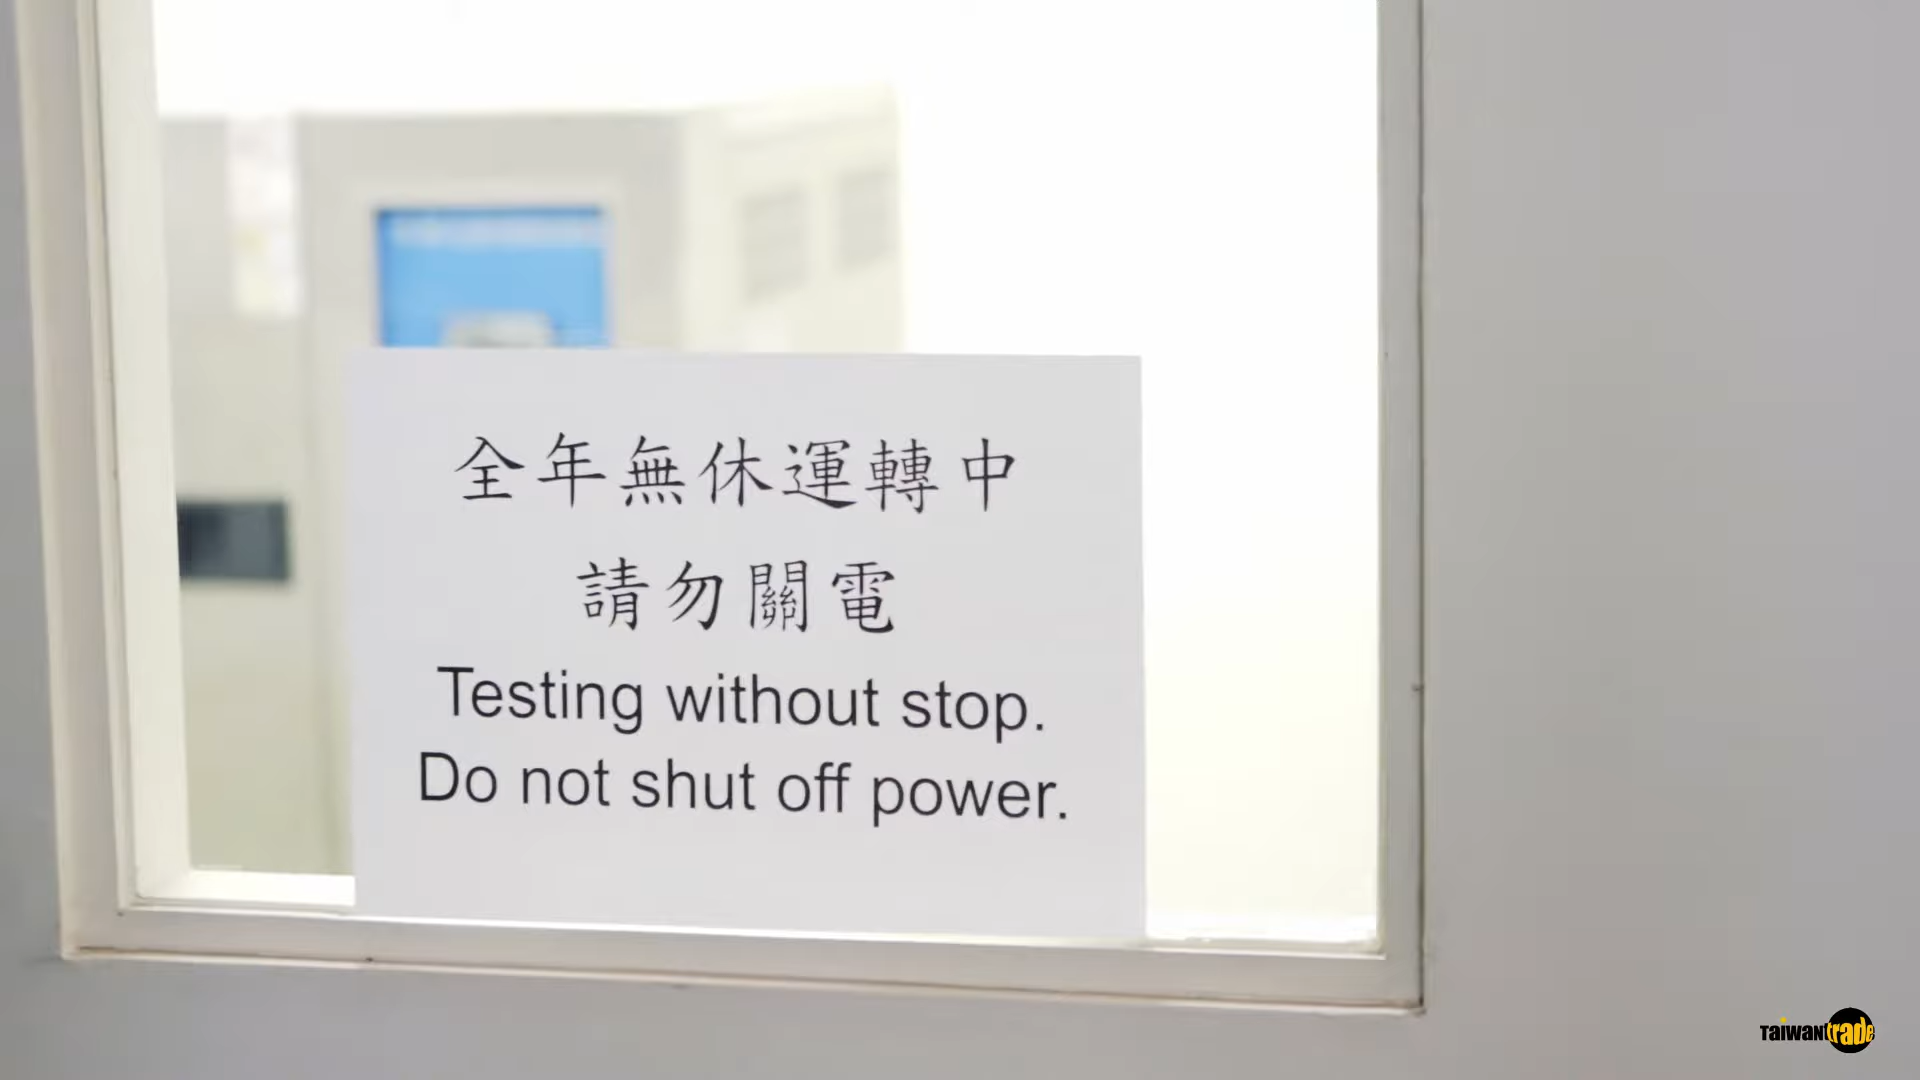 全年無休運轉中
請勿關電
Testing without stop.
Do not shut off power.
Taiwantrade